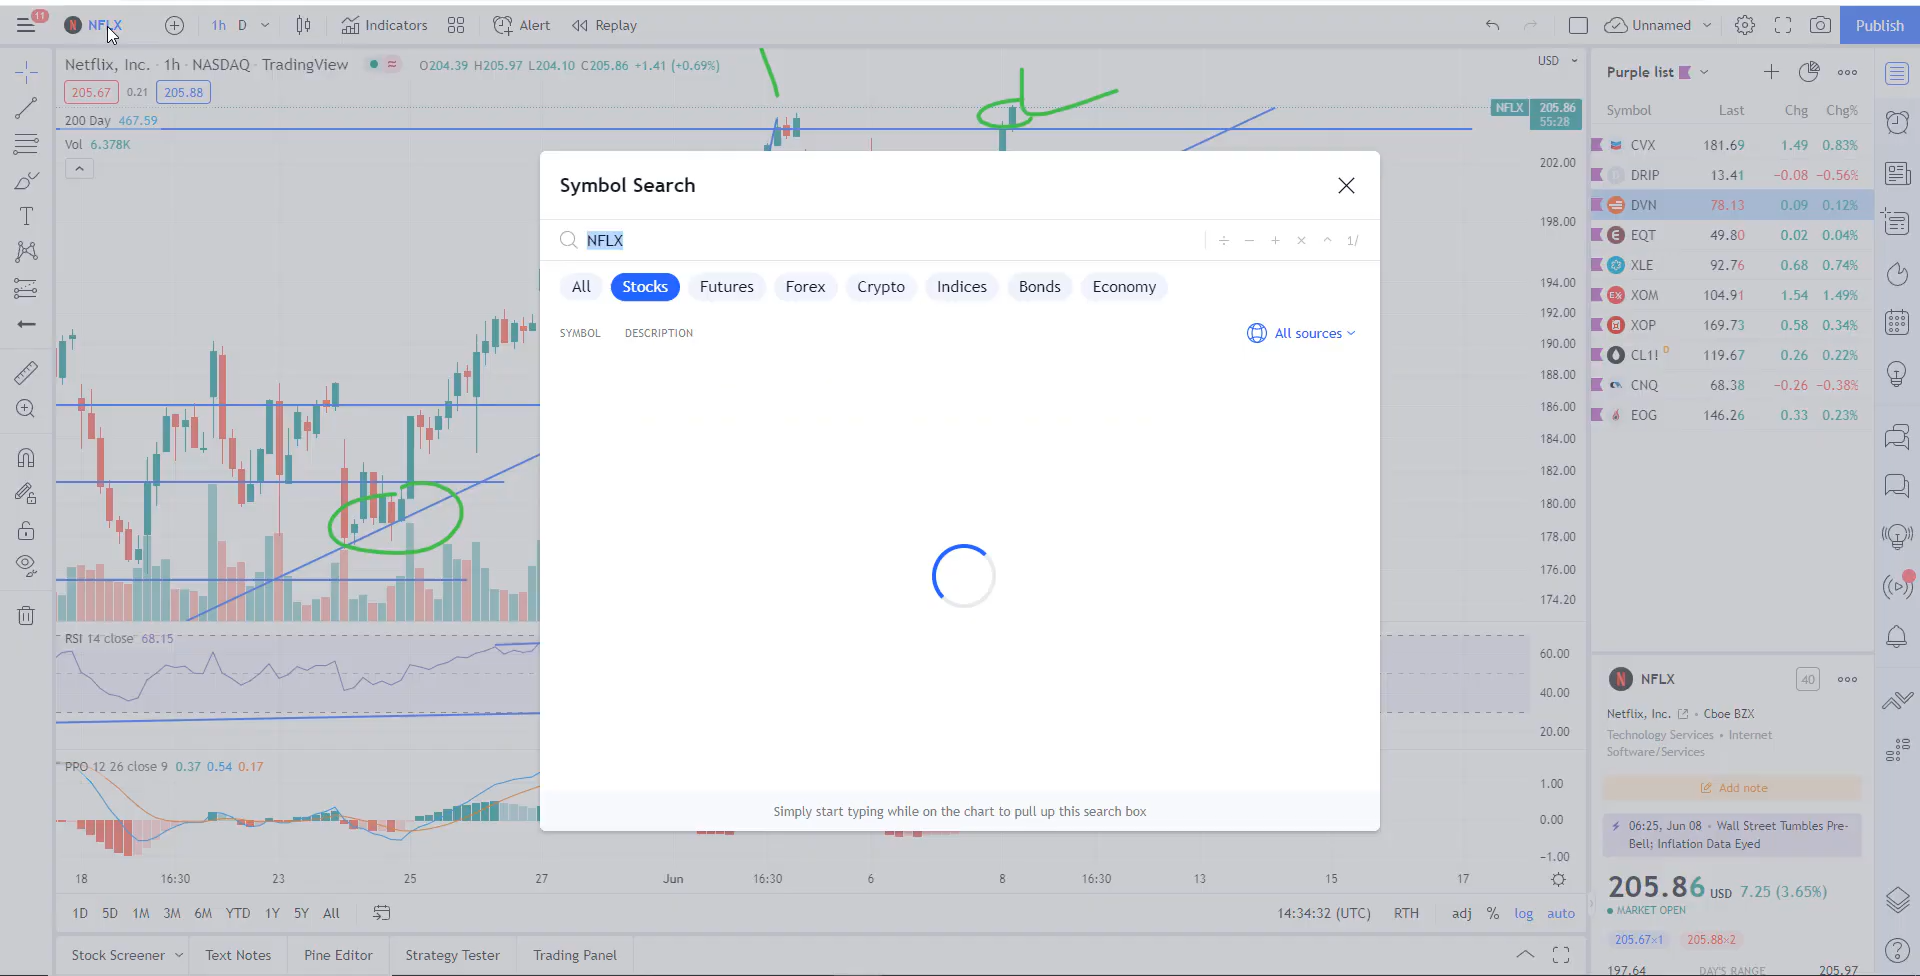 11
NFLX
1h D
Indicators
Alert
Replay
Unnamed
Publish
Netflix, Inc. · 1h · NASDAQ · TradingView
O204.39 H205.97 L204.10 C205.86 +1.41 (+0.69%)
205.67 0.21 205.88
200 Day 467.59
Vol 6.378K
USD
NFLX 205.86
55:28
202.00
198.00
194.00
192.00
190.00
188.00
186.00
184.00
182.00
180.00
178.00
176.00
174.20
Symbol Search
NFLX
÷ − + × ^ 1/
All Stocks Futures Forex Crypto Indices Bonds Economy
SYMBOL DESCRIPTION
All sources
Simply start typing while on the chart to pull up this search box
RSI 14 close 68.15
60.00
40.00
20.00
PPO 12 26 close 9 0.37 0.54 0.17
1.00
0.00
−1.00
18 16:30 23 25 27 Jun 16:30 6 8 16:30 13 15 17
1D 5D 1M 3M 6M YTD 1Y 5Y All
14:34:32 (UTC) RTH adj % log auto
Stock Screener Text Notes Pine Editor Strategy Tester Trading Panel
Purple list
Symbol Last Chg Chg%
CVX 181.69 1.49 0.83%
DRIP 13.41 −0.08 −0.56%
DVN 78.13 0.09 0.12%
EQT 49.80 0.02 0.04%
XLE 92.76 0.68 0.74%
XOM 104.91 1.54 1.49%
XOP 169.73 0.58 0.34%
CL1! D 119.67 0.26 0.22%
CNQ 68.38 −0.26 −0.38%
EOG 146.26 0.33 0.23%
NFLX 40
Netflix, Inc. • Cboe BZX
Technology Services • Internet
Software/Services
Add note
06:25, Jun 08 • Wall Street Tumbles Pre-
Bell; Inflation Data Eyed
205.86 USD 7.25 (3.65%)
MARKET OPEN
205.67×1 205.88×2
197.64 DAY'S RANGE 205.97